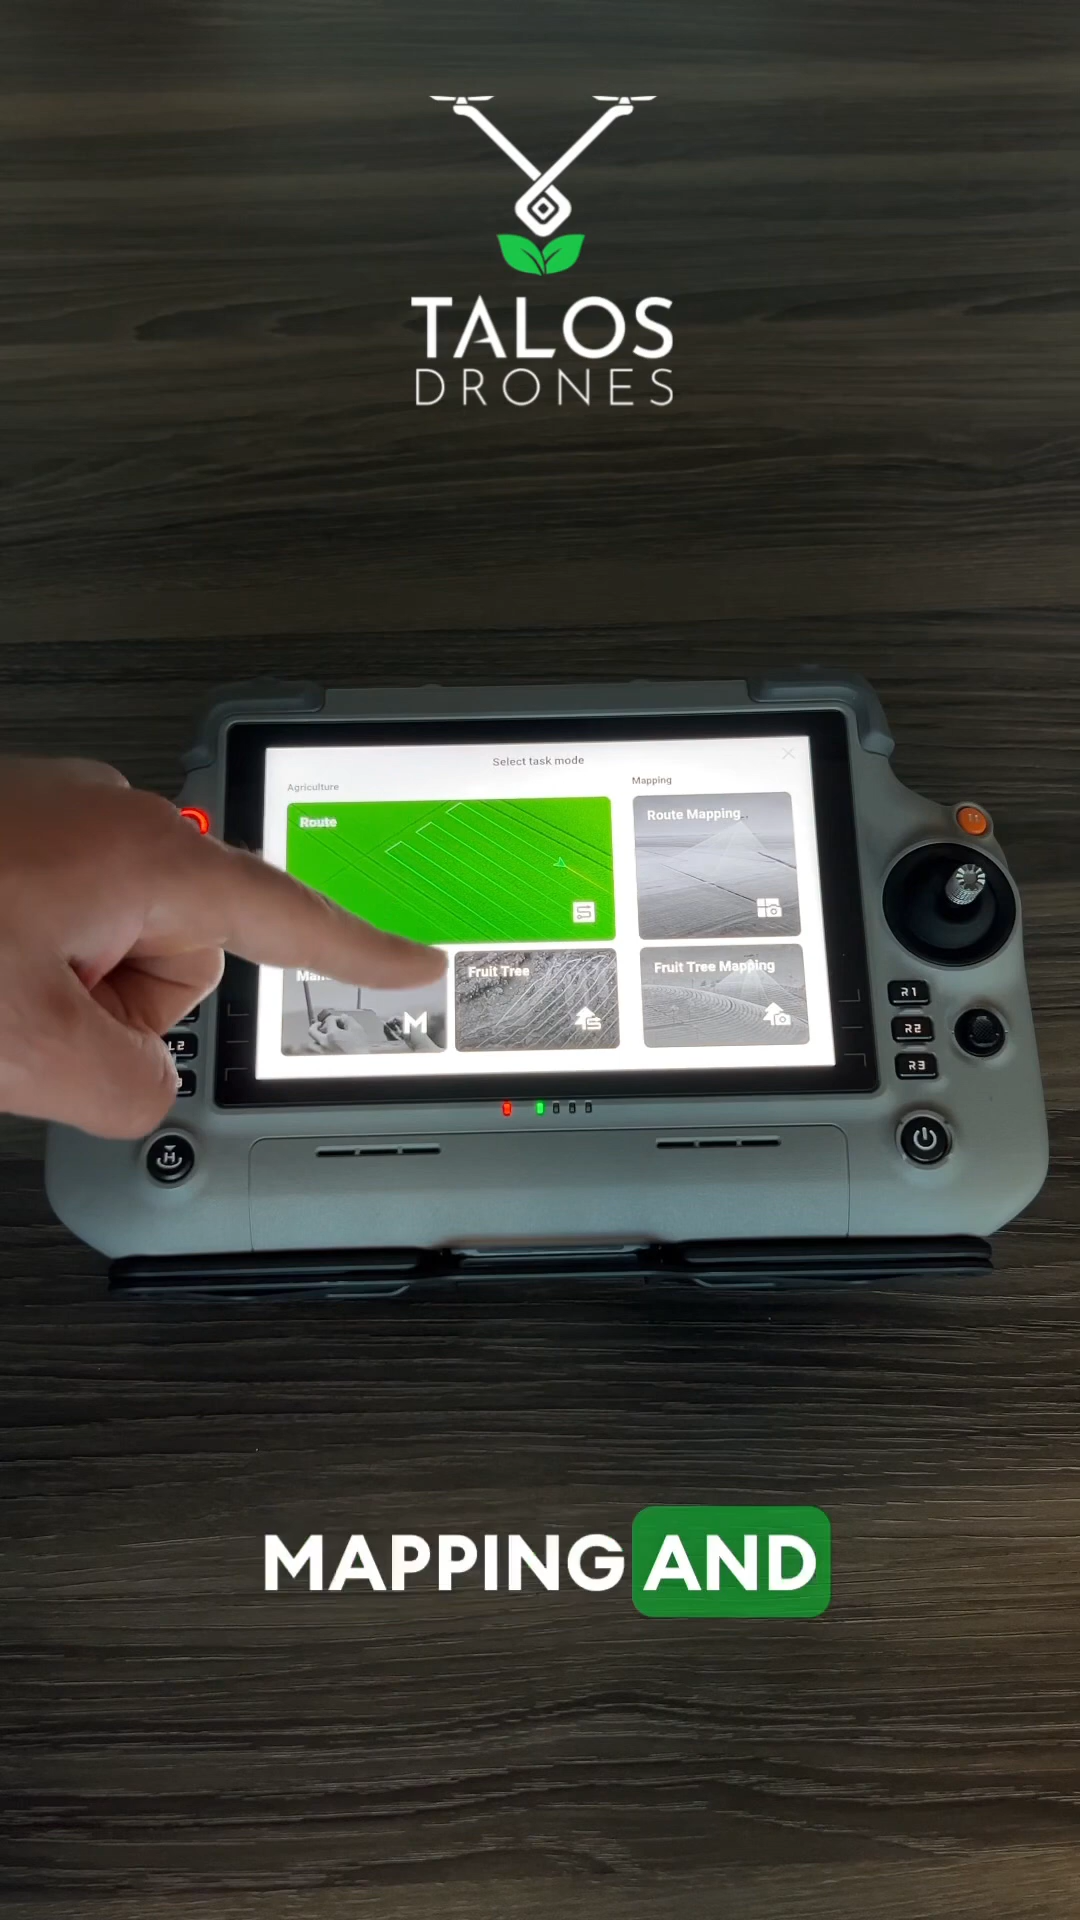 TALOS
DRONES
Select task mode
Agriculture
Mapping
Route
Route Mapping
Fruit Tree
Fruit Tree Mapping
M
R1
R2
R3
L2
H
MAPPING AND